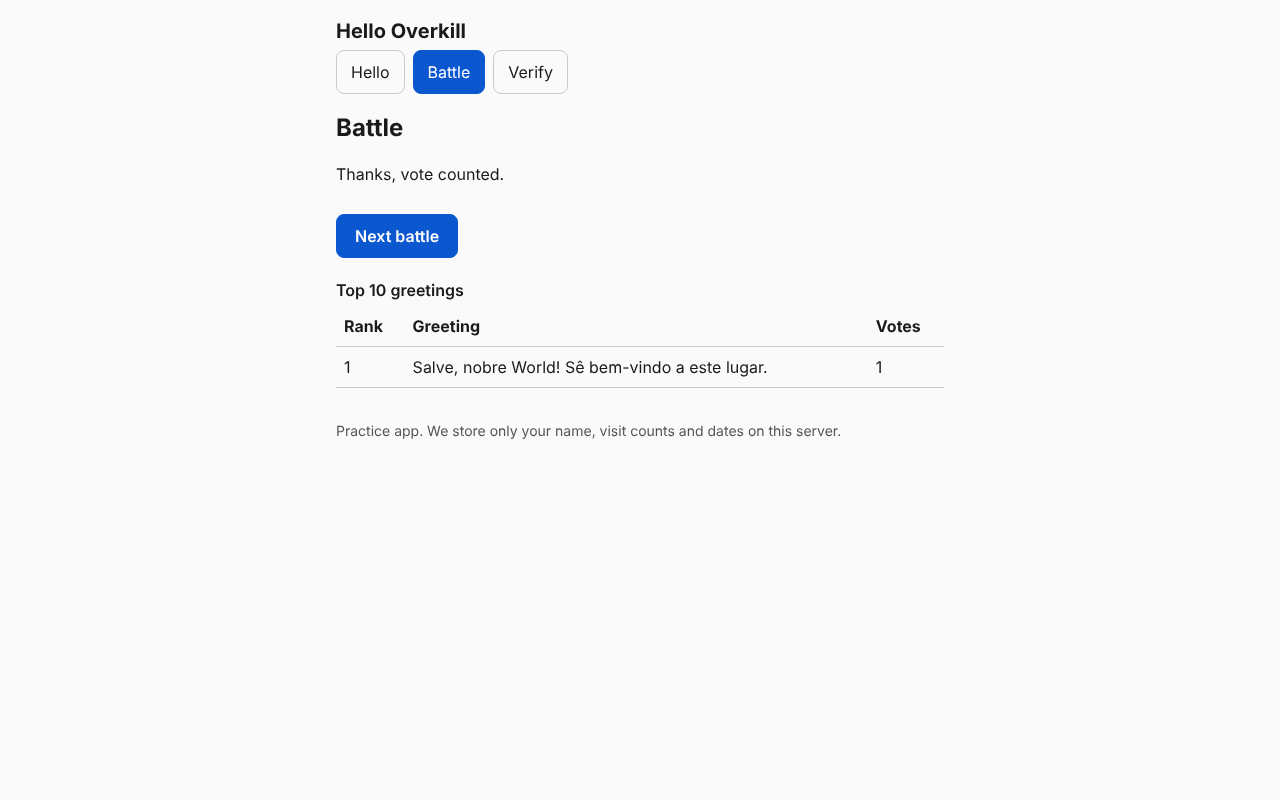 Hello Overkill
Hello Battle Verify
Battle
Thanks, vote counted.
Next battle
Top 10 greetings
Rank Greeting Votes
1 Salve, nobre World! Sê bem-vindo a este lugar. 1
Practice app. We store only your name, visit counts and dates on this server.